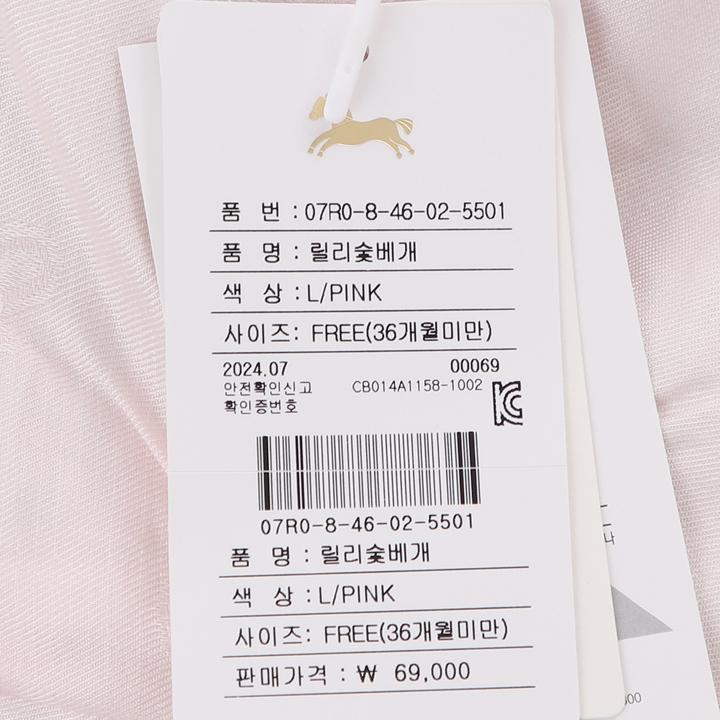 품 번 : 07R0-8-46-02-5501
품 명 : 릴리숯베개
색 상 : L/PINK
사이즈: FREE(36개월미만)
2024.07 00069
안전확인신고 CB014A1158-1002
확인증번호
07R0-8-46-02-5501
품 명 : 릴리숯베개
색 상 : L/PINK
사이즈: FREE(36개월미만)
판매가격 : ₩ 69,000